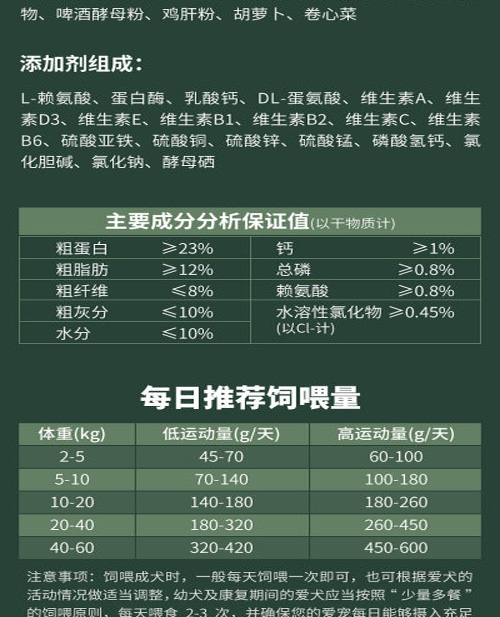 物、啤酒酵母粉、鸡肝粉、胡萝卜、卷心菜
添加剂组成：
L-赖氨酸、蛋白酶、乳酸钙、DL-蛋氨酸、维生素A、维生
素D3、维生素E、维生素B1、维生素B2、维生素C、维生素
B6、硫酸亚铁、硫酸铜、硫酸锌、硫酸锰、磷酸氢钙、氯
化胆碱、氯化钠、酵母硒
主要成分分析保证值(以干物质计)
粗蛋白 ≥23% 钙 ≥1%
粗脂肪 ≥12% 总磷 ≥0.8%
粗纤维 ≤8% 赖氨酸 ≥0.8%
粗灰分 ≤10% 水溶性氯化物 ≥0.45%
水分 ≤10% (以Cl-计)
每日推荐饲喂量
体重(kg) 低运动量(g/天) 高运动量(g/天)
2-5 45-70 60-100
5-10 70-140 100-180
10-20 140-180 180-260
20-40 180-320 260-450
40-60 320-420 450-600
注意事项：饲喂成犬时，一般每天饲喂一次即可，也可根据爱犬的
活动情况做适当调整，幼犬及康复期间的爱犬应当按照“少量多餐”
的饲喂原则，每天喂食 2-3 次，并确保您的爱宠每日能够摄入充足